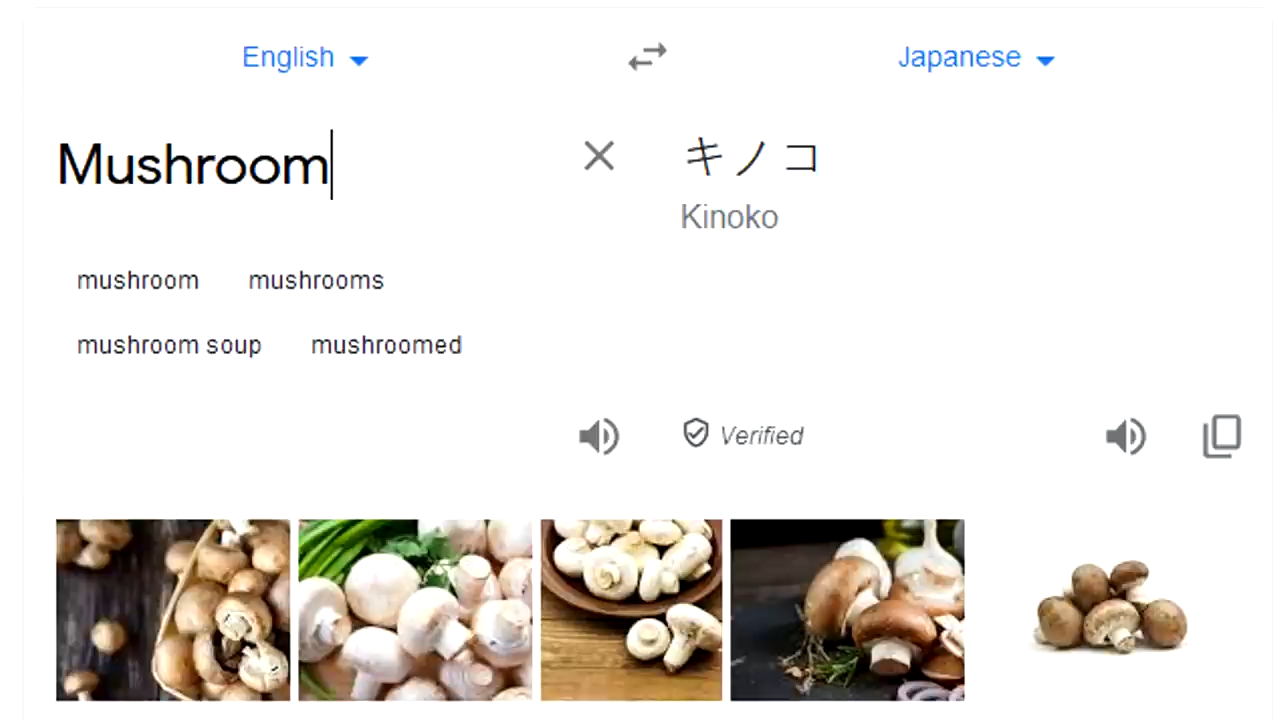 English Japanese
Mushroom キノコ
Kinoko
mushroom mushrooms
mushroom soup mushroomed
Verified